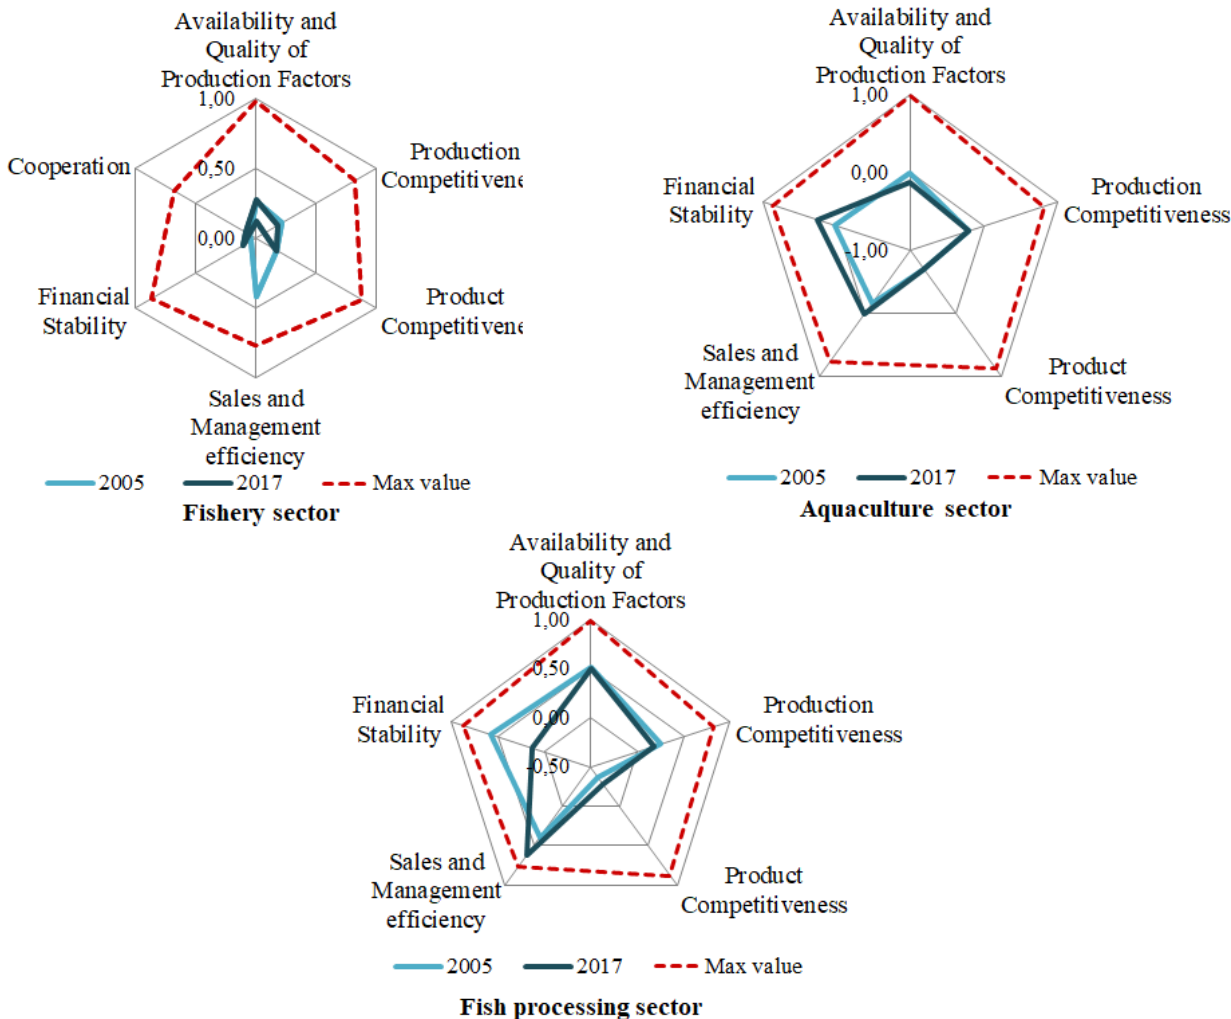 Availability and
Quality of
Production Factors
1,00
Cooperation
0,50
Production
Competitivene
0,00
Financial
Stability
Product
Competitivene
Sales and
Management
efficiency
2005
2017
Max value
Fishery sector
Availability and
Quality of
Production Factors
1,00
0,00
Financial
Stability
Production
Competitiveness
-1,00
Sales and
Management
efficiency
Product
Competitiveness
2005
2017
Max value
Aquaculture sector
Availability and
Quality of
Production Factors
1,00
0,50
Financial
Stability
0,00
Production
Competitiveness
-0,50
Sales and
Management
efficiency
Product
Competitiveness
2005
2017
Max value
Fish processing sector